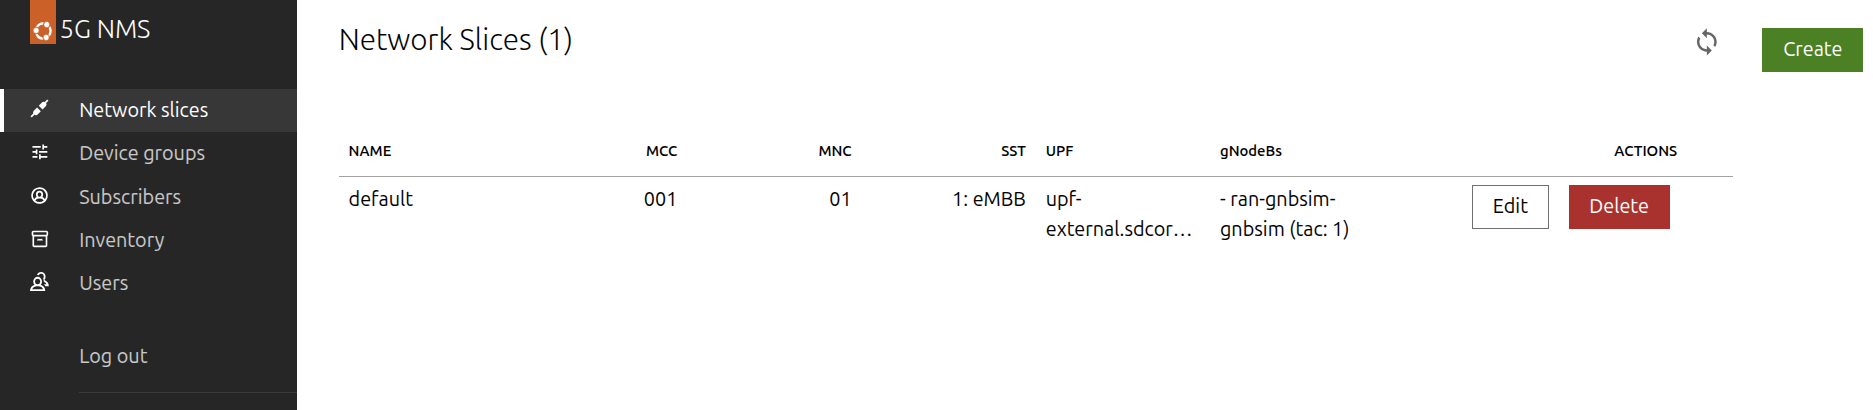 5G NMS
Network slices
Device groups
Subscribers
Inventory
Users
Log out
Network Slices (1)
Create
NAME MCC MNC SST UPF gNodeBs ACTIONS
default 001 01 1: eMBB upf- - ran-gnbsim- Edit Delete
external.sdcor... gnbsim (tac: 1)